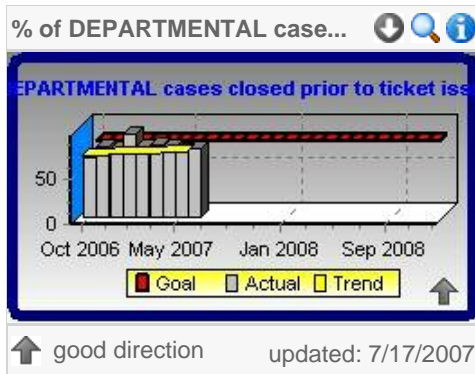 % of DEPARTMENTAL case...
EPARTMENTAL cases closed prior to ticket iss
50
0
Oct 2006 May 2007 Jan 2008 Sep 2008
Goal Actual Trend
good direction updated: 7/17/2007